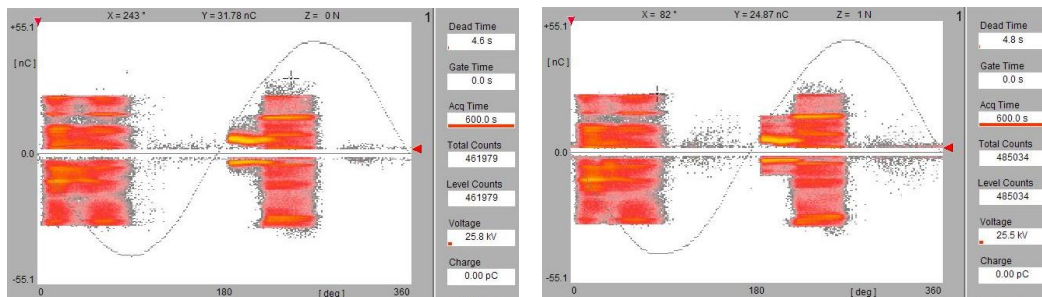 X = 243 ° Y = 31.78 nC Z = 0 N 1
+55.1
[ nC ]
0.0
-55.1
0 180 [ deg ] 360
Dead Time
4.6 s
Gate Time
0.0 s
Acq Time
600.0 s
Total Counts
461979
Level Counts
461979
Voltage
25.8 kV
Charge
0.00 pC
X = 82 ° Y = 24.87 nC Z = 1 N 1
+55.1
[ nC ]
0.0
-55.1
0 180 [ deg ] 360
Dead Time
4.8 s
Gate Time
0.0 s
Acq Time
600.0 s
Total Counts
485034
Level Counts
485034
Voltage
25.5 kV
Charge
0.00 pC